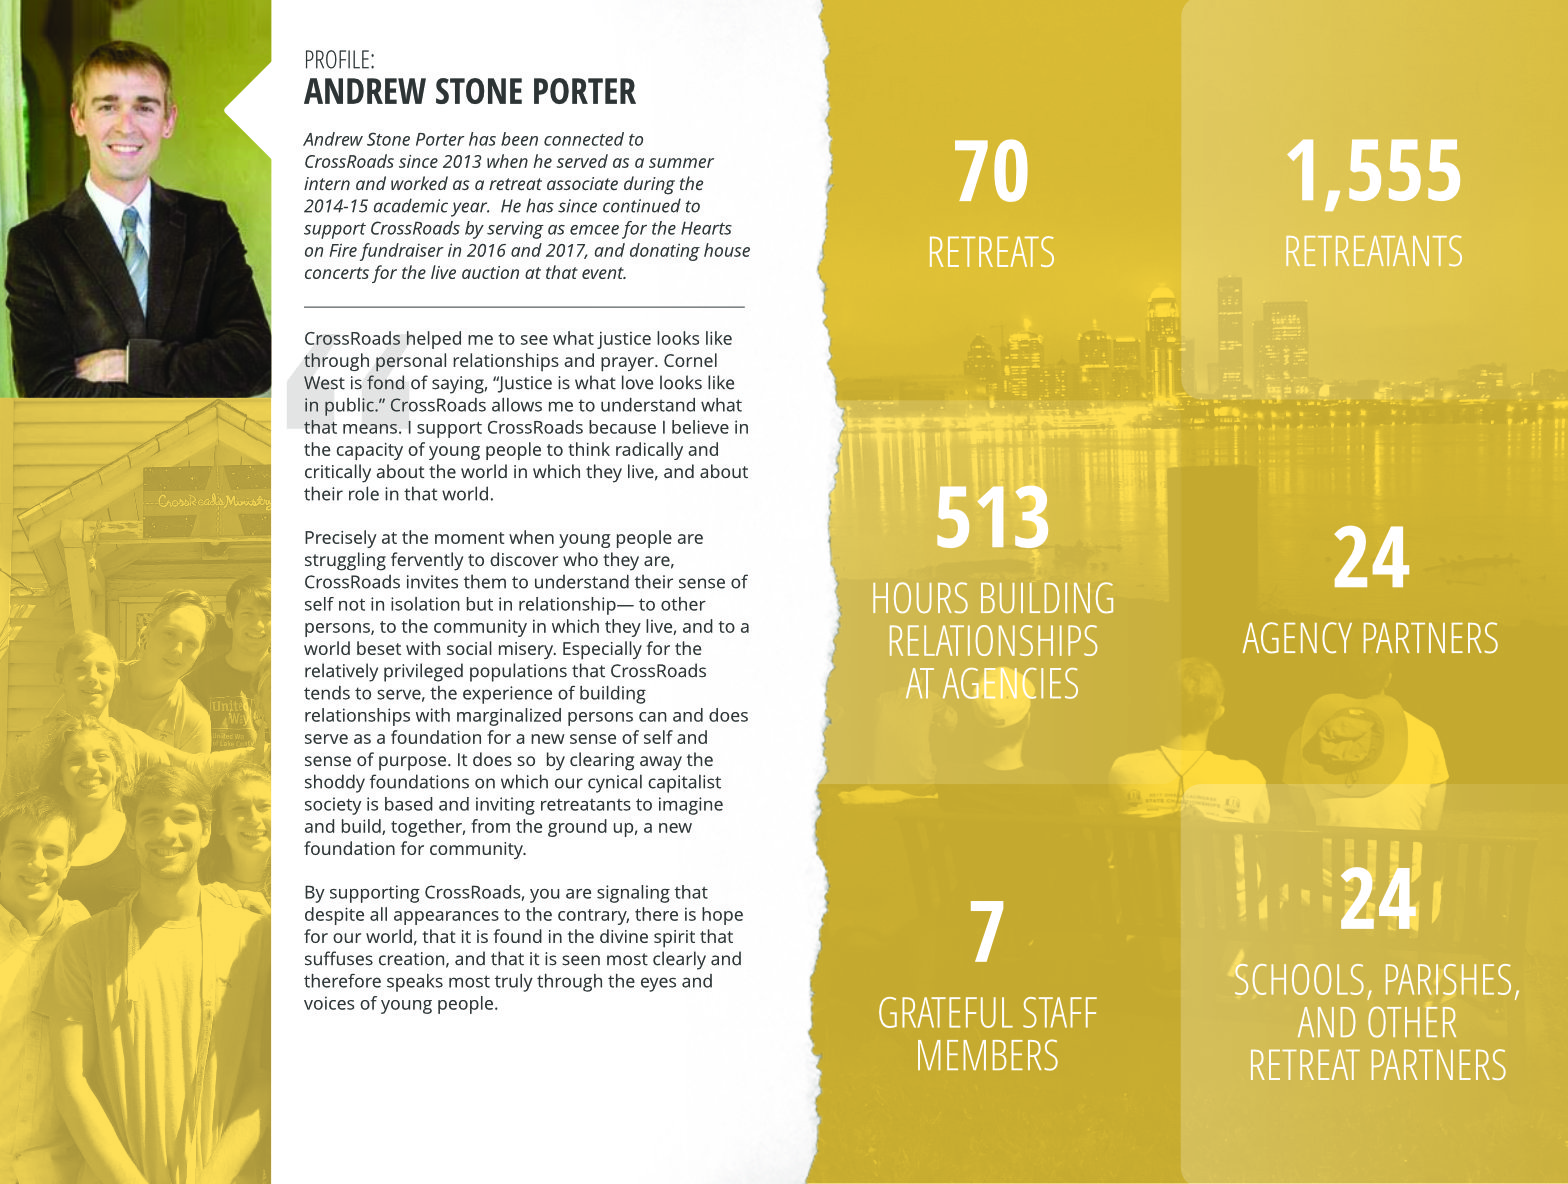 PROFILE:
ANDREW STONE PORTER
Andrew Stone Porter has been connected to
CrossRoads since 2013 when he served as a summer
intern and worked as a retreat associate during the
2014-15 academic year.  He has since continued to
support CrossRoads by serving as emcee for the Hearts
on Fire fundraiser in 2016 and 2017, and donating house
concerts for the live auction at that event.
“
CrossRoads helped me to see what justice looks like
through personal relationships and prayer. Cornel
West is fond of saying, “Justice is what love looks like
in public.” CrossRoads allows me to understand what
that means. I support CrossRoads because I believe in
the capacity of young people to think radically and
critically about the world in which they live, and about
their role in that world.
Precisely at the moment when young people are
struggling fervently to discover who they are,
CrossRoads invites them to understand their sense of
self not in isolation but in relationship— to other
persons, to the community in which they live, and to a
world beset with social misery. Especially for the
relatively privileged populations that CrossRoads
tends to serve, the experience of building
relationships with marginalized persons can and does
serve as a foundation for a new sense of self and
sense of purpose. It does so  by clearing away the
shoddy foundations on which our cynical capitalist
society is based and inviting retreatants to imagine
and build, together, from the ground up, a new
foundation for community.
By supporting CrossRoads, you are signaling that
despite all appearances to the contrary, there is hope
for our world, that it is found in the divine spirit that
suffuses creation, and that it is seen most clearly and
therefore speaks most truly through the eyes and
voices of young people.
CrossRoads Ministry
United
Way
70
RETREATS
1,555
RETREATANTS
513
HOURS BUILDING
RELATIONSHIPS
AT AGENCIES
24
AGENCY PARTNERS
7
GRATEFUL STAFF
MEMBERS
24
SCHOOLS, PARISHES,
AND OTHER
RETREAT PARTNERS